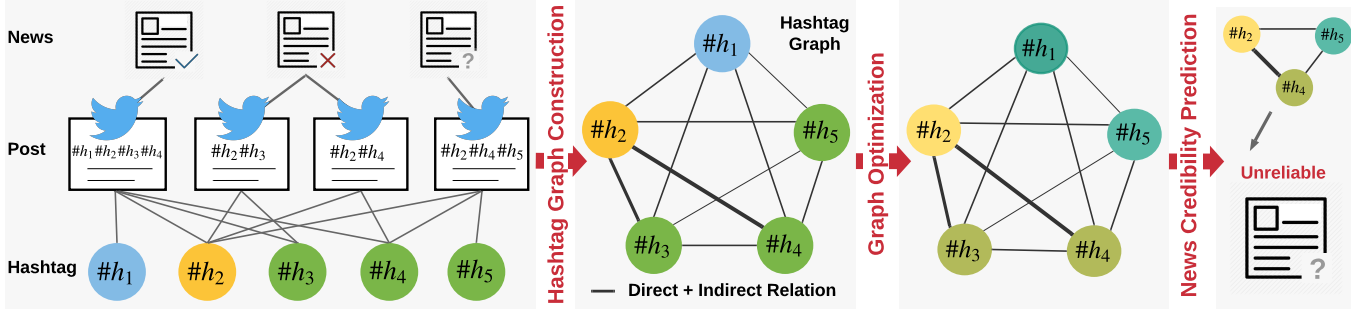 News
?
Post
#h1#h2#h3#h4
#h2#h3
#h2#h4
#h2#h4#h5
Hashtag
#h1
#h2
#h3
#h4
#h5
Hashtag Graph Construction
Hashtag
Graph
#h1
#h2
#h5
#h3
#h4
Direct + Indirect Relation
Graph Optimization
#h1
#h2
#h5
#h3
#h4
News Credibility Prediction
#h2
#h5
#h4
Unreliable
?